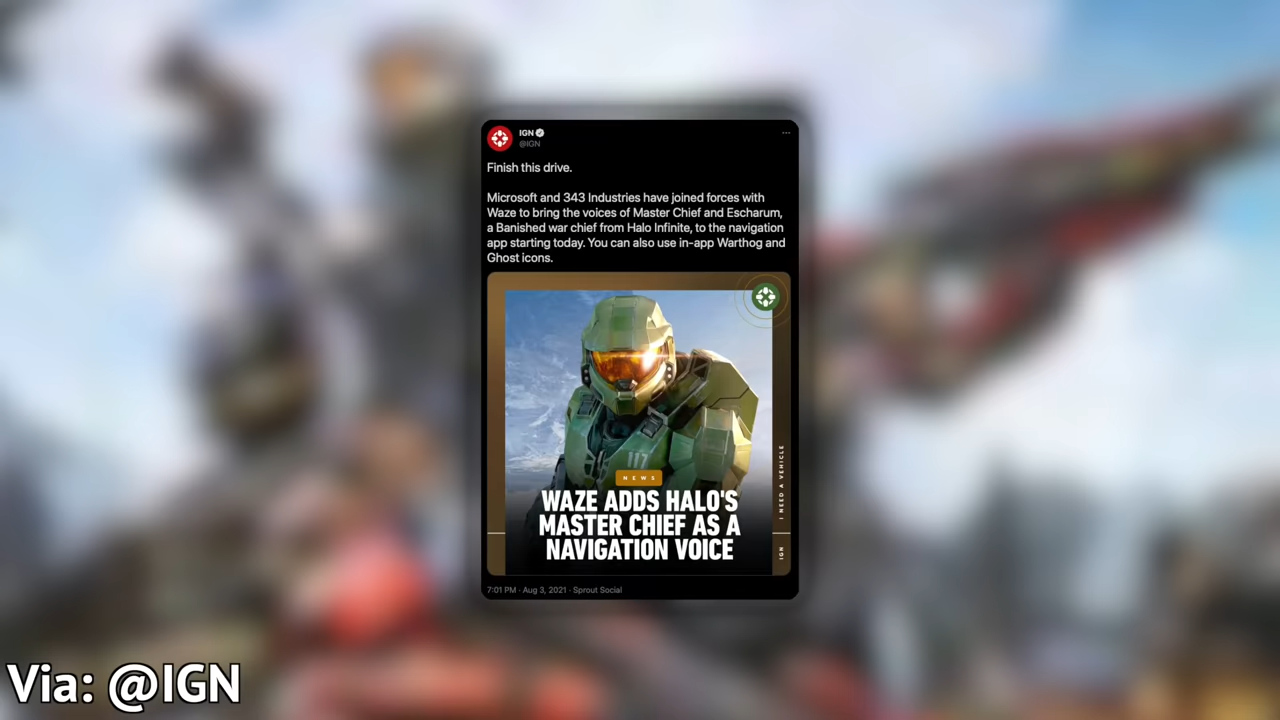 IGN
@IGN
Finish this drive.
Microsoft and 343 Industries have joined forces with
Waze to bring the voices of Master Chief and Escharum,
a Banished war chief from Halo Infinite, to the navigation
app starting today. You can also use in-app Warthog and
Ghost icons.
117
NEWS
WAZE ADDS HALO'S
MASTER CHIEF AS A
NAVIGATION VOICE
I NEED A VEHICLE
IGN
7:01 PM · Aug 3, 2021 · Sprout Social
Via: @IGN